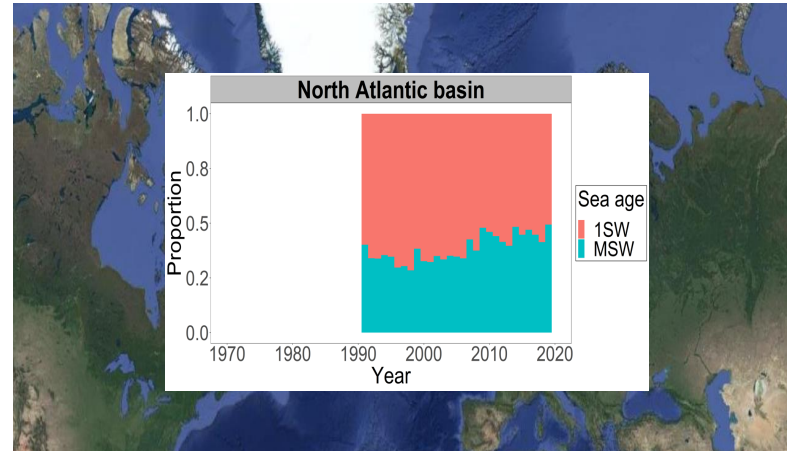 North Atlantic basin
1.0
0.8
0.5
0.2
0.0
Proportion
1970 1980 1990 2000 2010 2020
Year
Sea age
1SW
MSW